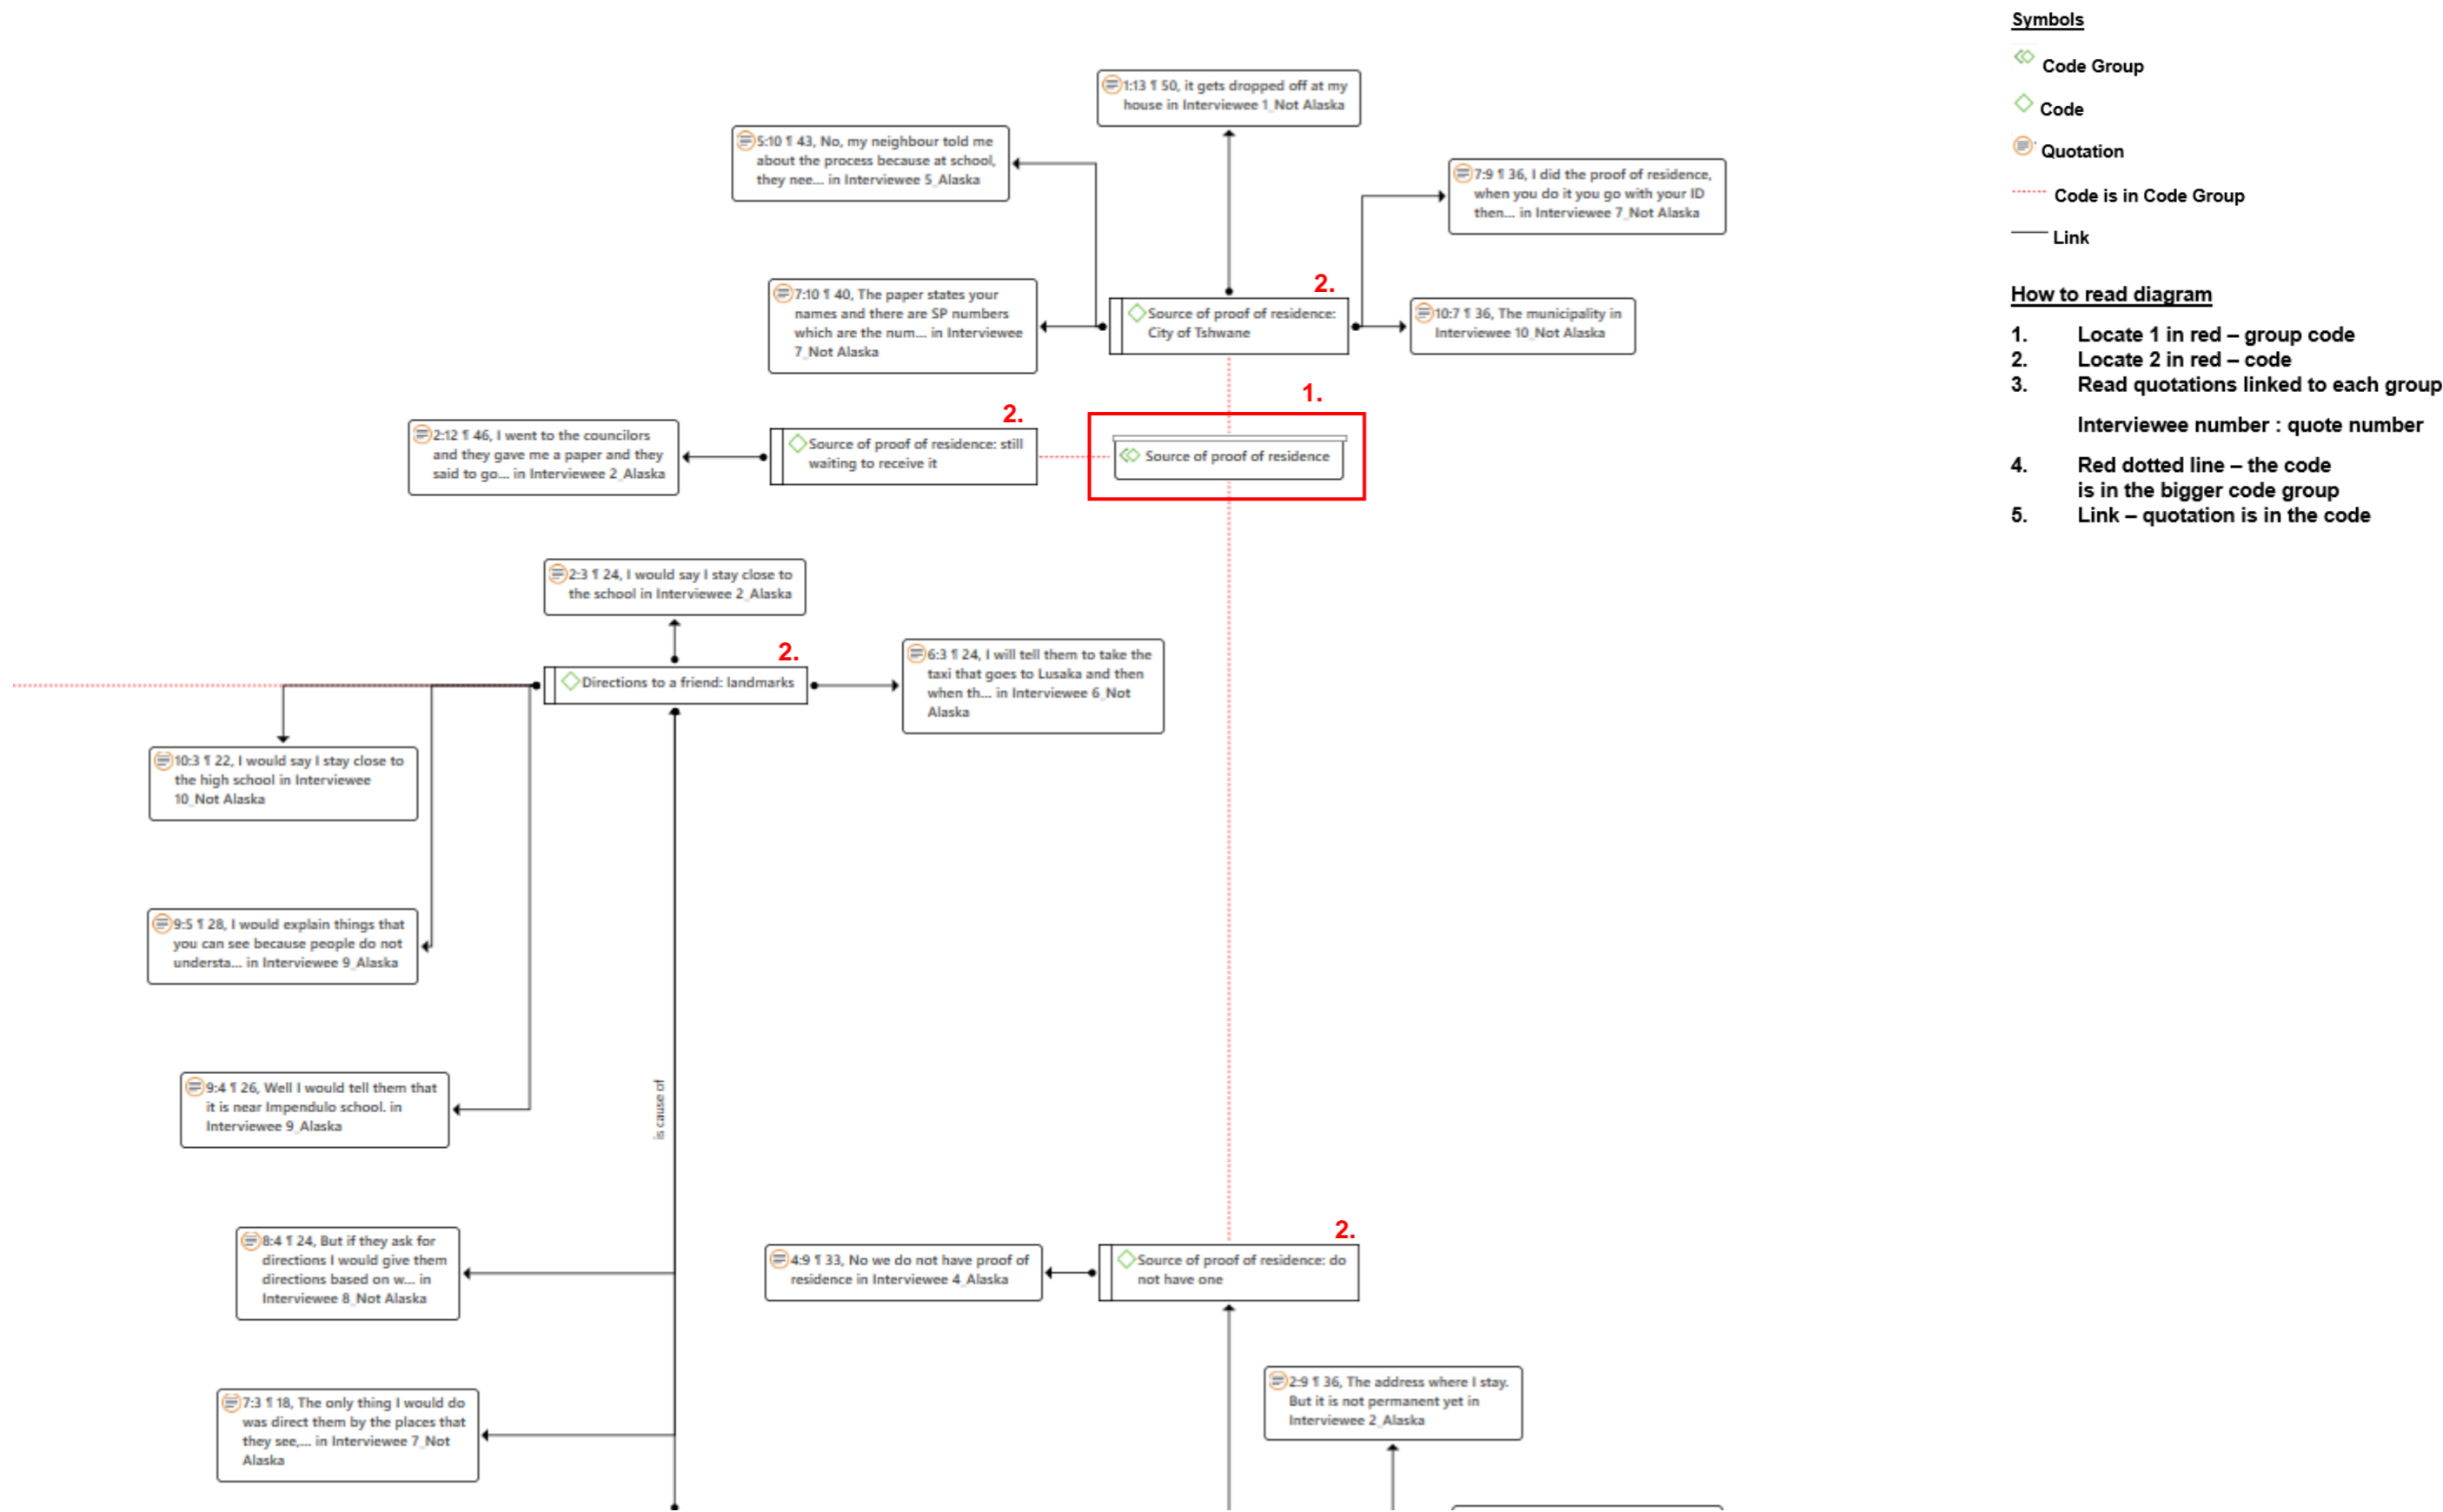 Symbols
Code Group
Code
Quotation
Code is in Code Group
Link
How to read diagram
1. Locate 1 in red – group code
2. Locate 2 in red – code
3. Read quotations linked to each group
Interviewee number : quote number
4. Red dotted line – the code
is in the bigger code group
5. Link – quotation is in the code
1:13 ¶ 50, it gets dropped off at my
house in Interviewee 1_Not Alaska
5:10 ¶ 43, No, my neighbour told me
about the process because at school,
they nee... in Interviewee 5_Alaska
7:9 ¶ 36, I did the proof of residence,
when you do it you go with your ID
then... in Interviewee 7_Not Alaska
7:10 ¶ 40, The paper states your
names and there are SP numbers
which are the num... in Interviewee
7_Not Alaska
2.
Source of proof of residence:
City of Tshwane
10:7 ¶ 36, The municipality in
Interviewee 10_Not Alaska
1.
2:12 ¶ 46, I went to the councilors
and they gave me a paper and they
said to go... in Interviewee 2_Alaska
2.
Source of proof of residence: still
waiting to receive it
Source of proof of residence
2:3 ¶ 24, I would say I stay close to
the school in Interviewee 2_Alaska
2.
Directions to a friend: landmarks
6:3 ¶ 24, I will tell them to take the
taxi that goes to Lusaka and then
when th... in Interviewee 6_Not
Alaska
10:3 ¶ 22, I would say I stay close to
the high school in Interviewee
10_Not Alaska
9:5 ¶ 28, I would explain things that
you can see because people do not
understa... in Interviewee 9_Alaska
9:4 ¶ 26, Well I would tell them that
it is near Impendulo school. in
Interviewee 9_Alaska
is cause of
8:4 ¶ 24, But if they ask for
directions I would give them
directions based on w... in
Interviewee 8_Not Alaska
4:9 ¶ 33, No we do not have proof of
residence in Interviewee 4_Alaska
2.
Source of proof of residence: do
not have one
7:3 ¶ 18, The only thing I would do
was direct them by the places that
they see,... in Interviewee 7_Not
Alaska
2:9 ¶ 36, The address where I stay.
But it is not permanent yet in
Interviewee 2_Alaska